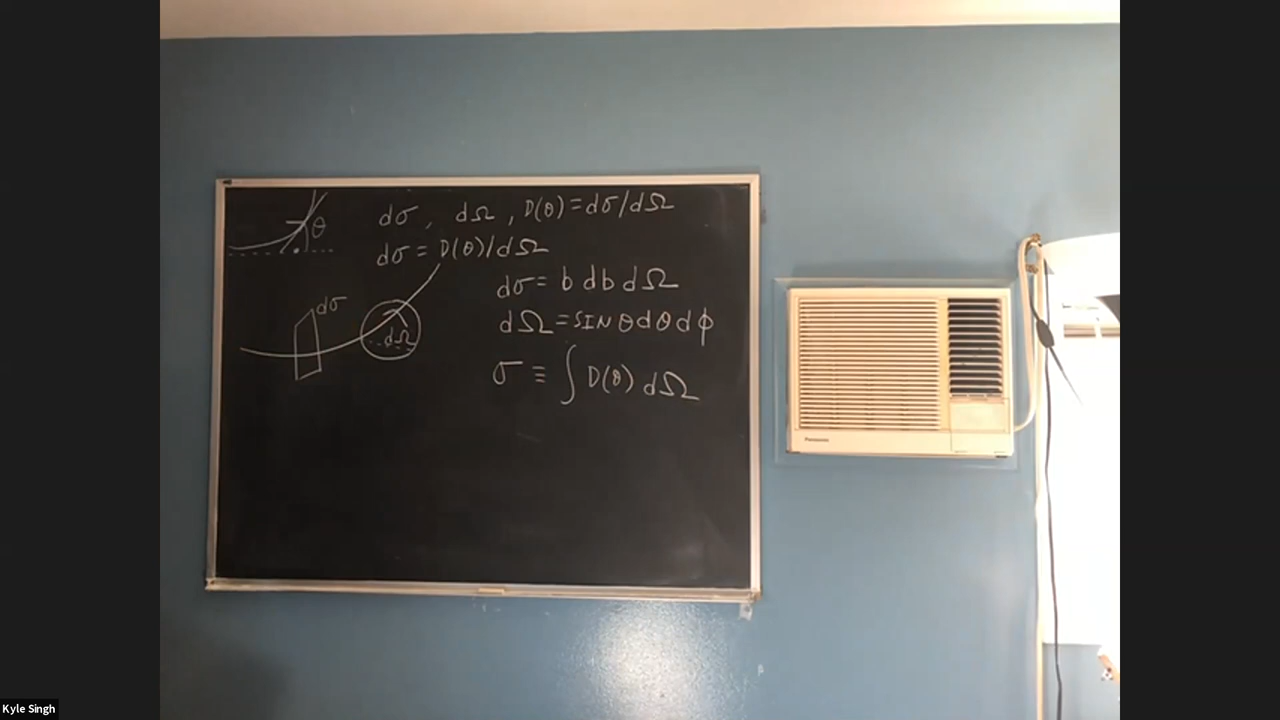 θ
dσ, dΩ, D(θ)=dσ/dΩ
dσ = D(θ)/dΩ
dσ = b db dΩ
dσ
dΩ
dΩ = SIN θ dθ dϕ
σ ≡ ∫ D(θ) dΩ
Panasonic
Kyle Singh